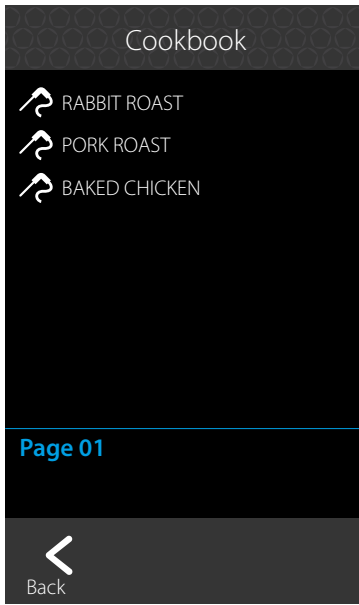 Cookbook
RABBIT ROAST
PORK ROAST
BAKED CHICKEN
Page 01
Back